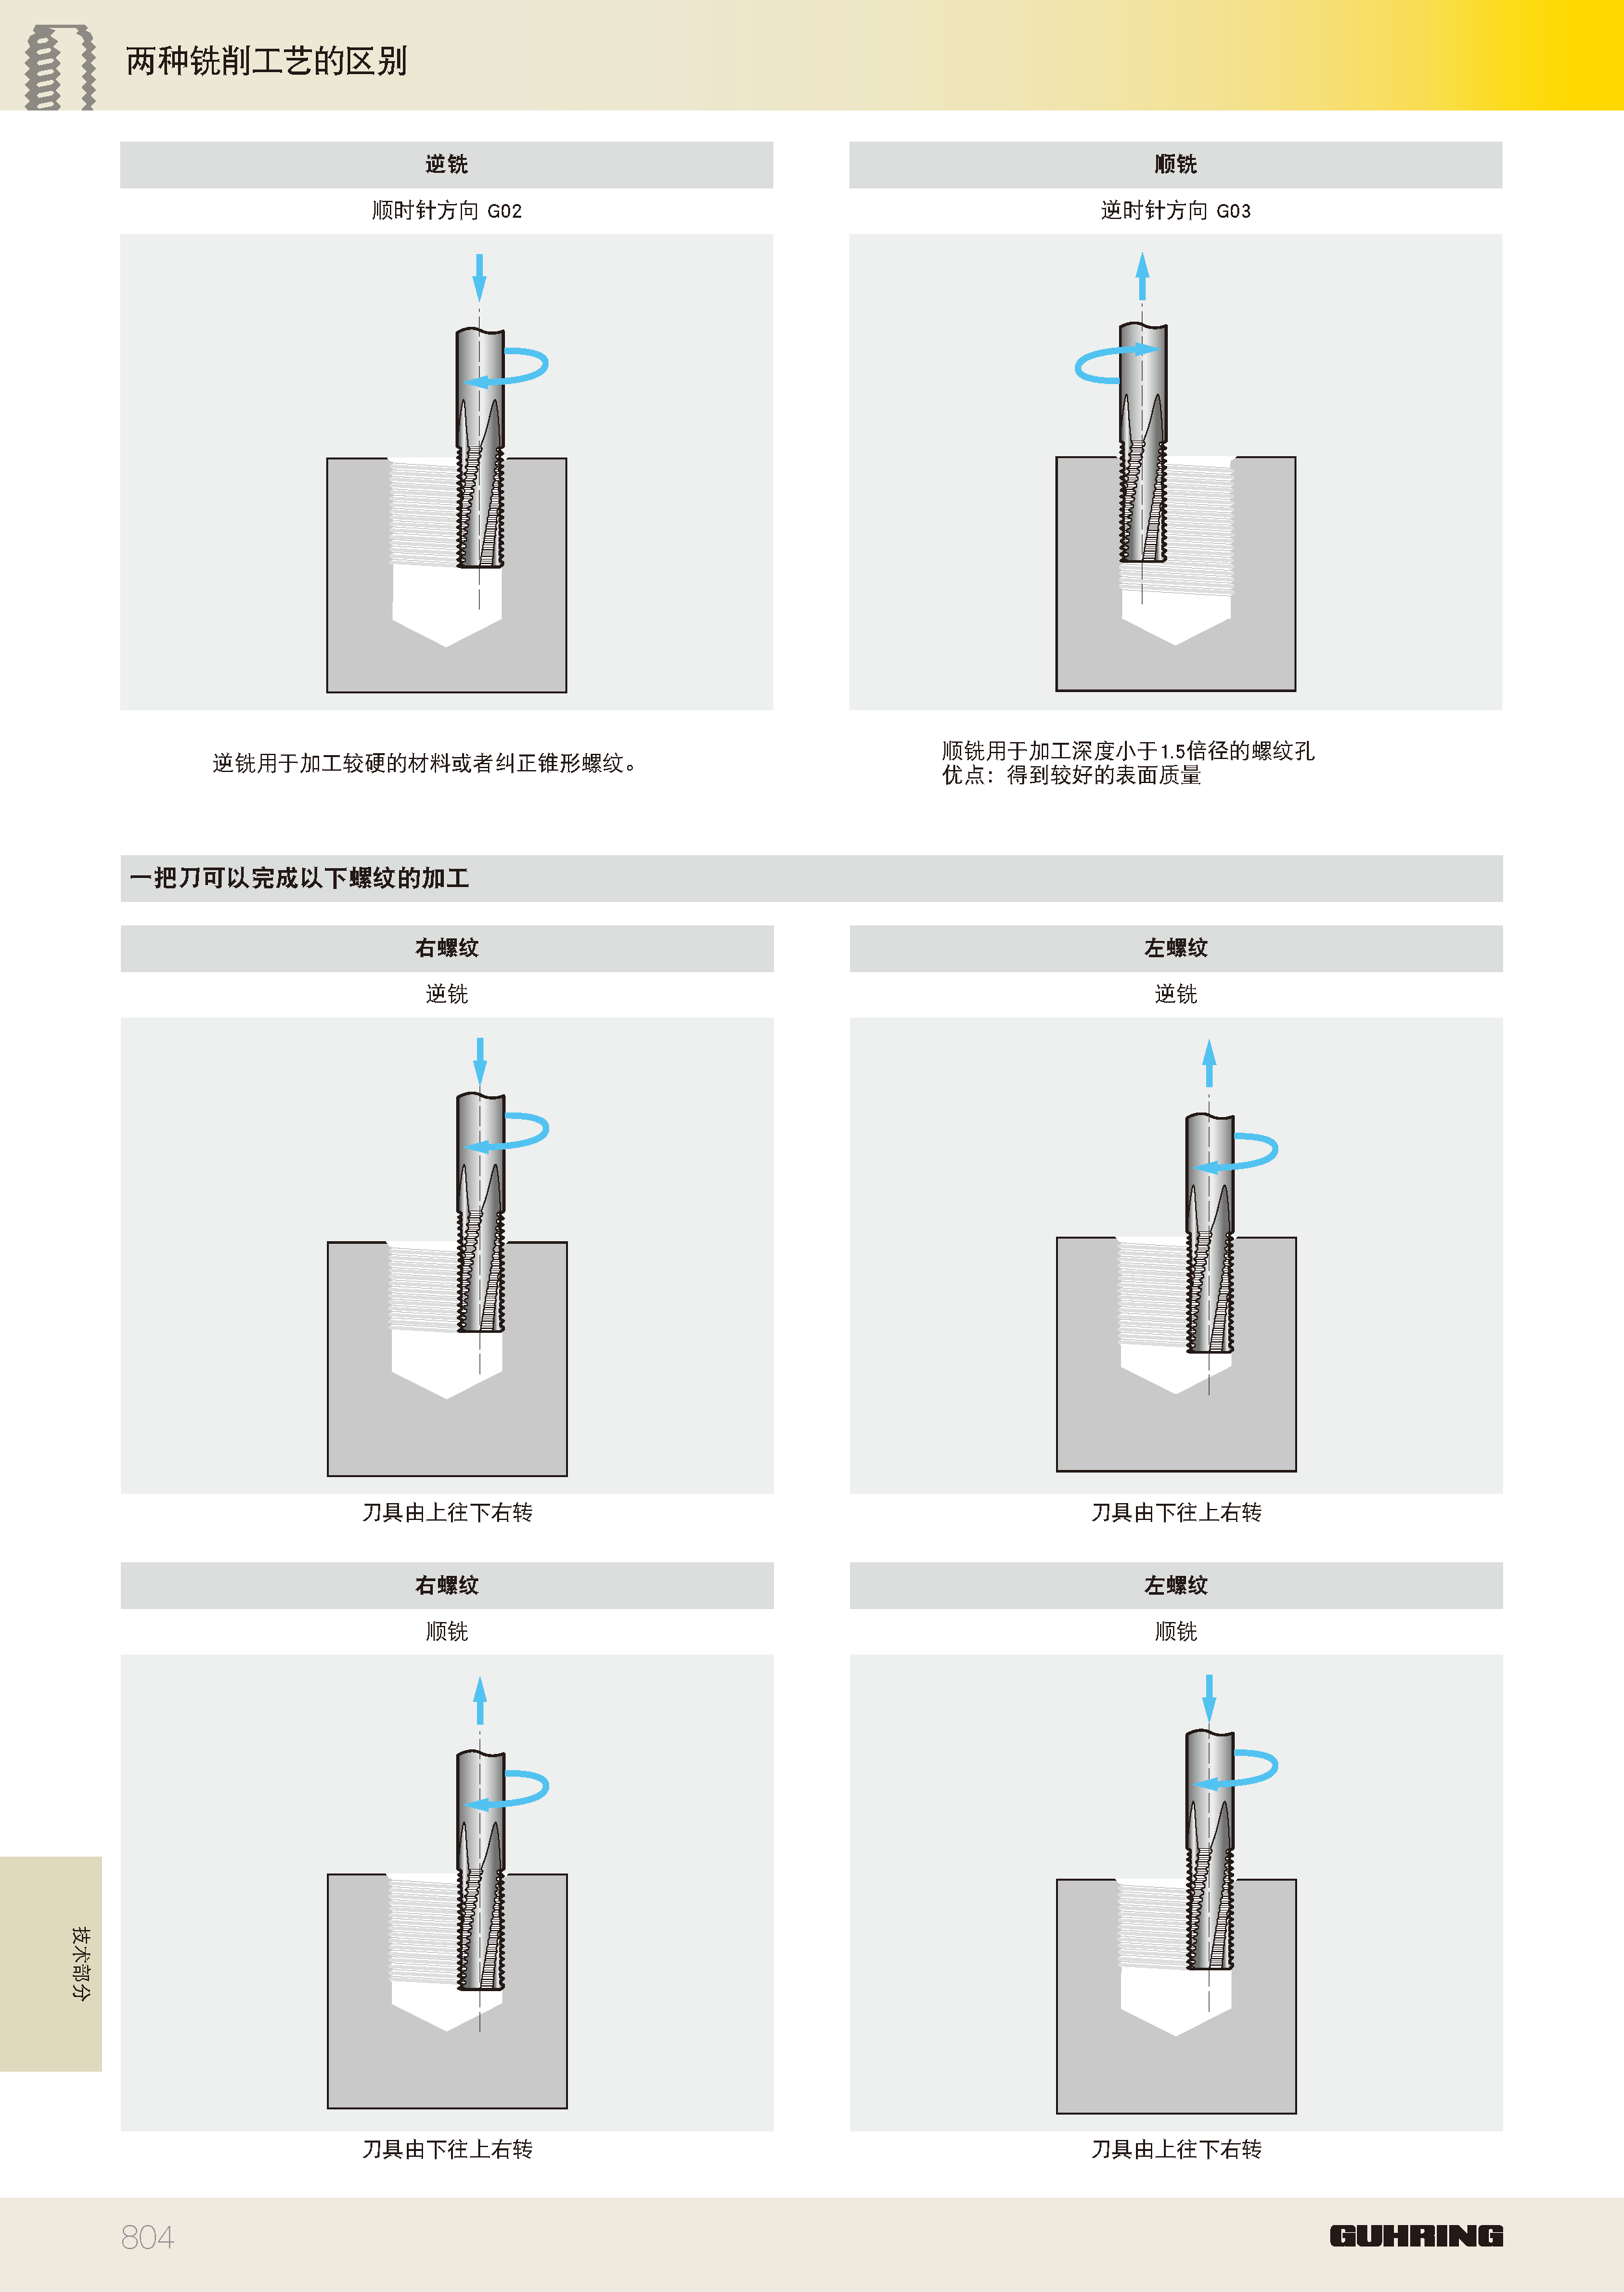 两种铣削工艺的区别
逆铣
顺时针方向 G02
顺铣
逆时针方向 G03
逆铣用于加工较硬的材料或者纠正锥形螺纹。
顺铣用于加工深度小于1.5倍径的螺纹孔
优点：得到较好的表面质量
一把刀可以完成以下螺纹的加工
右螺纹
逆铣
左螺纹
逆铣
刀具由上往下右转
刀具由下往上右转
右螺纹
顺铣
左螺纹
顺铣
刀具由下往上右转
刀具由上往下右转
技术部分
804
GUHRING